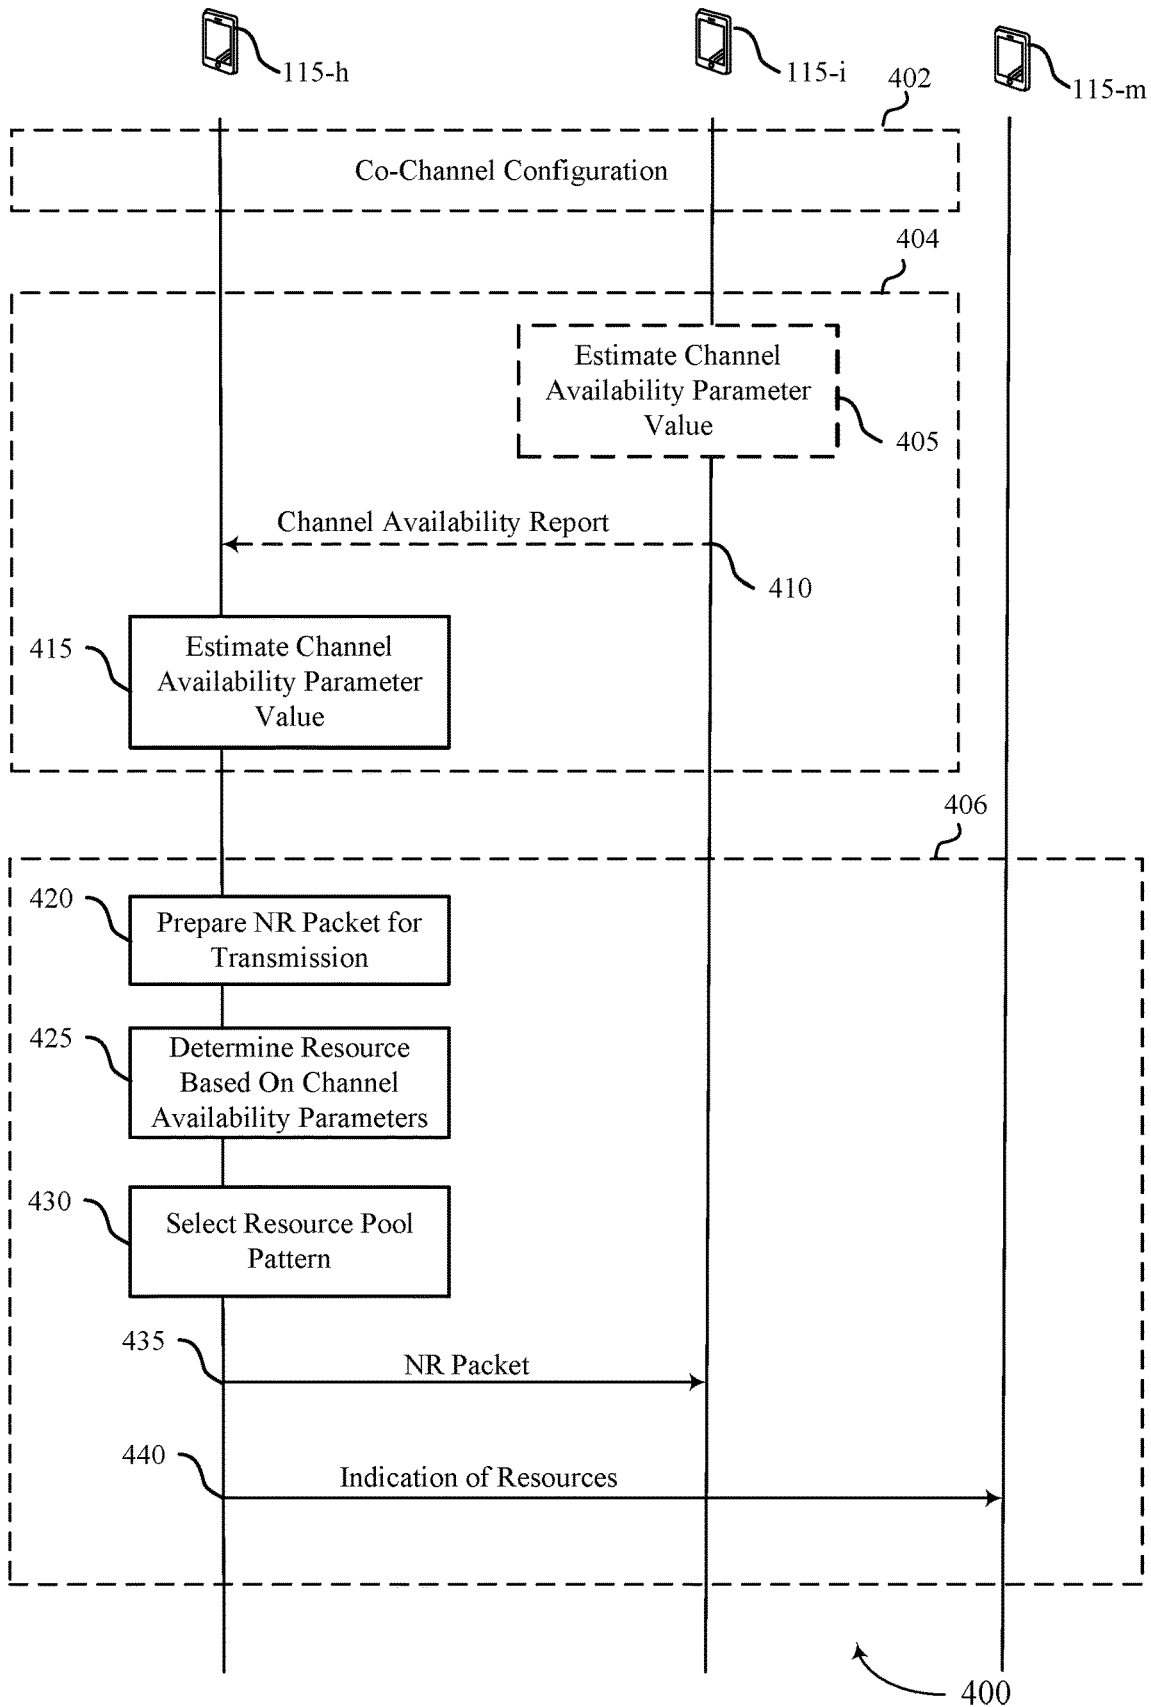 115-h
115-i
115-m
402
Co-Channel Configuration
404
Estimate Channel
Availability Parameter
Value
405
Channel Availability Report
410
415
Estimate Channel
Availability Parameter
Value
406
420
Prepare NR Packet for
Transmission
425
Determine Resource
Based On Channel
Availability Parameters
430
Select Resource Pool
Pattern
435
NR Packet
440
Indication of Resources
400